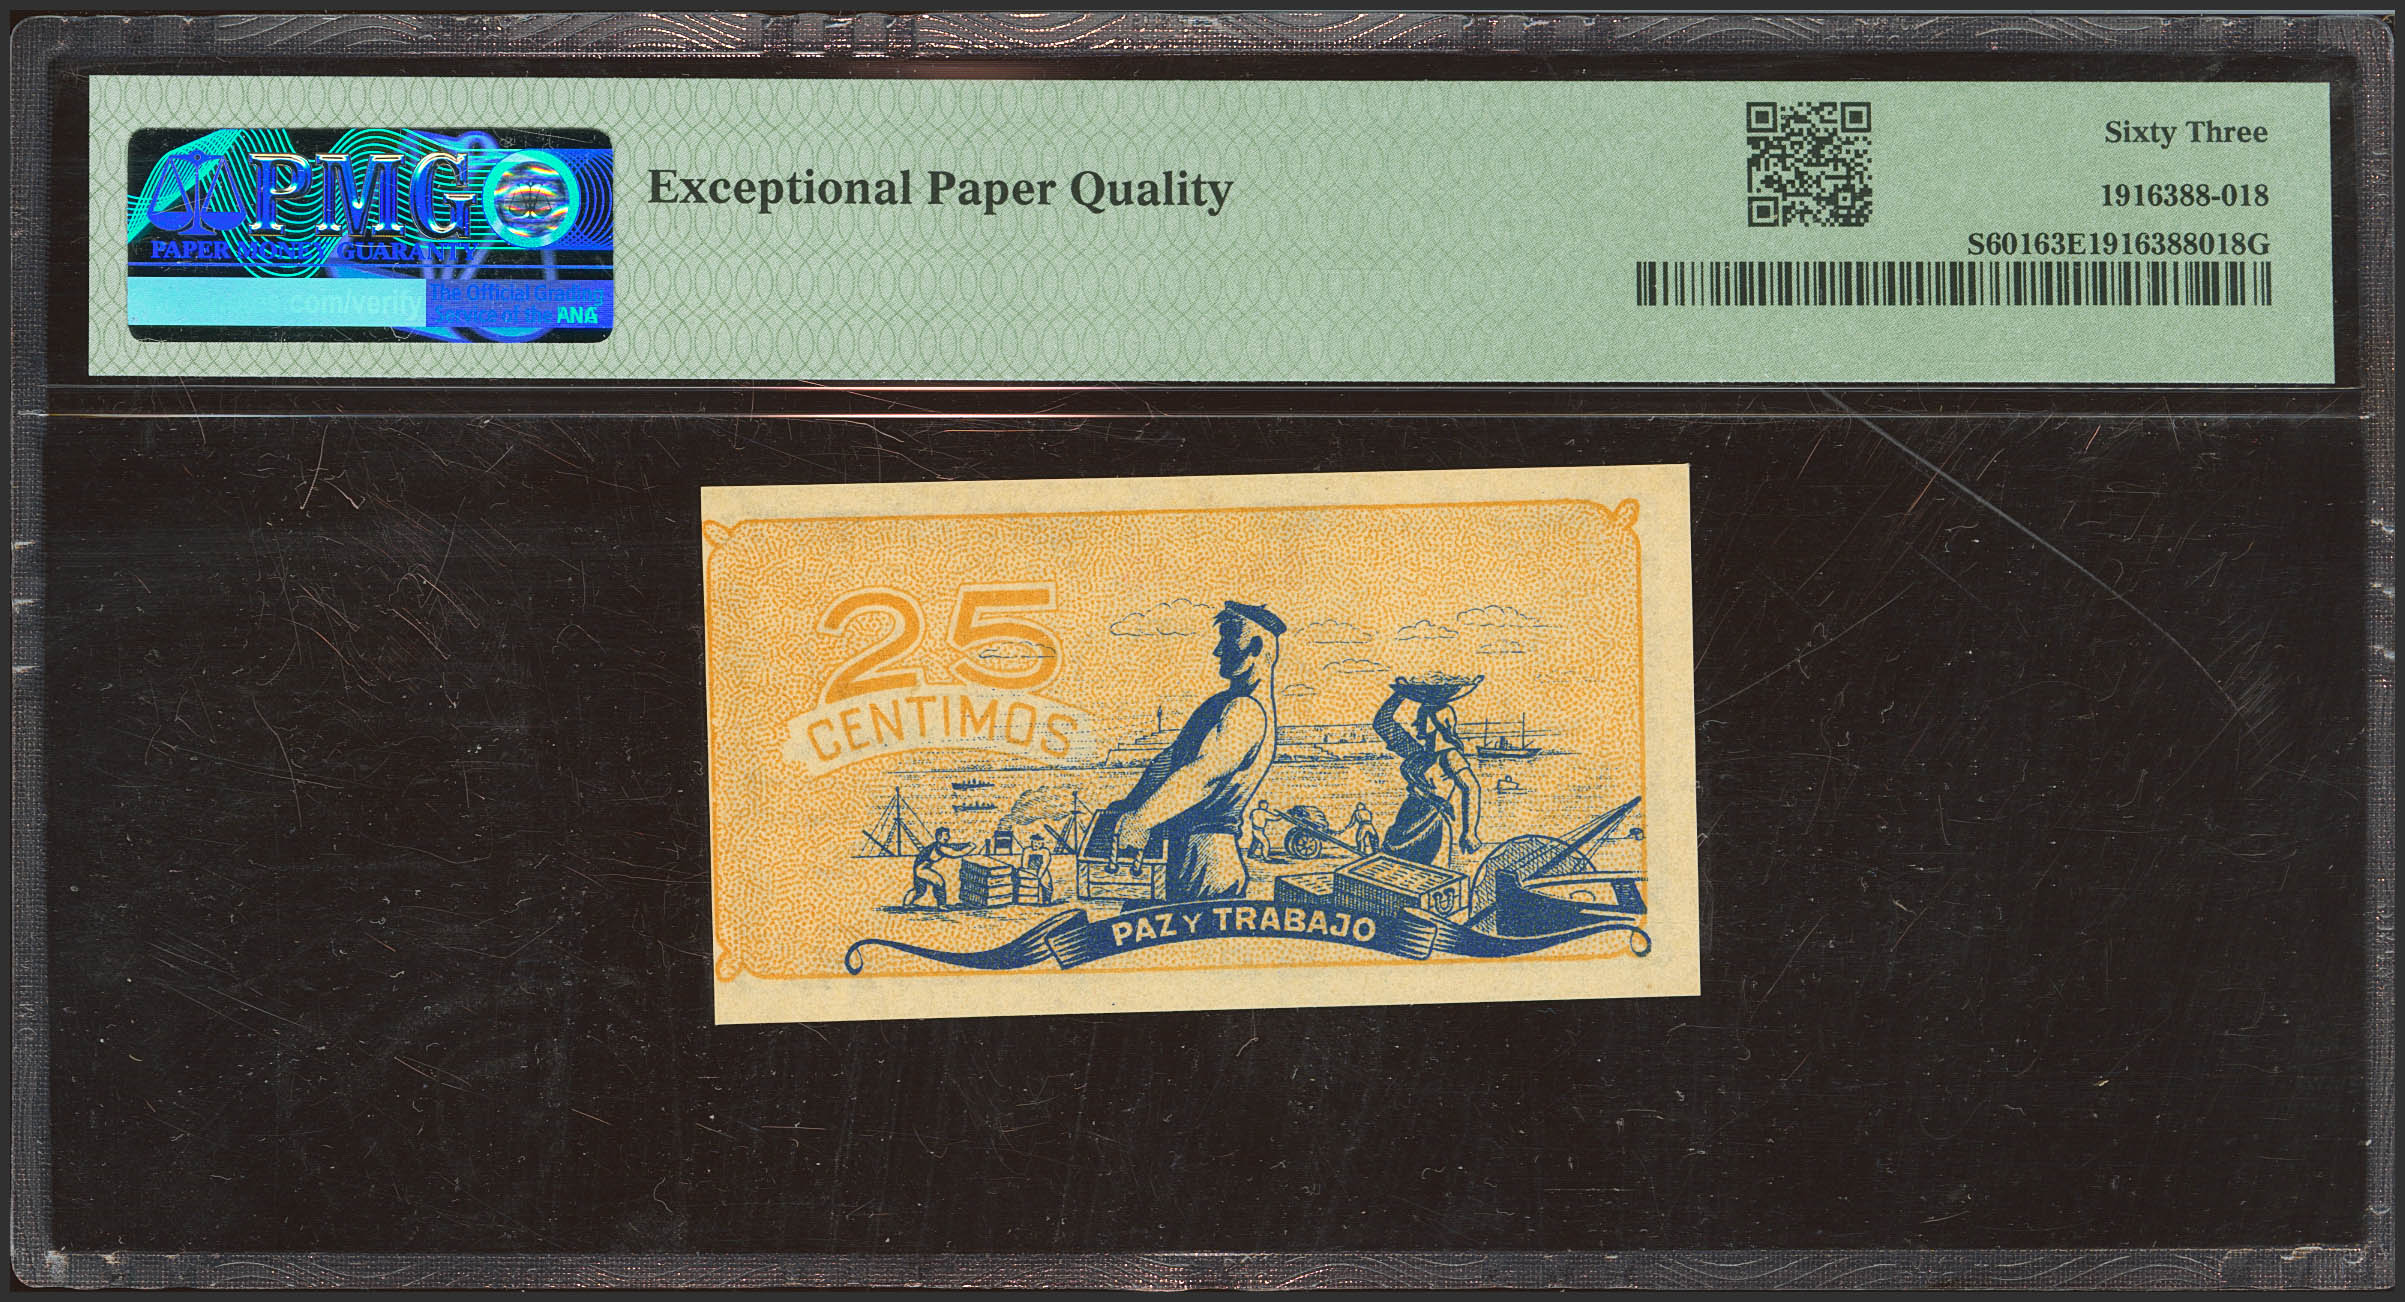 PMG
PAPER MONEY GUARANTY
.com/verify
The Official Grading
Service of the ANA
Exceptional Paper Quality
Sixty Three
1916388-018
S60163E1916388018G
25
CENTIMOS
PAZ Y TRABAJO